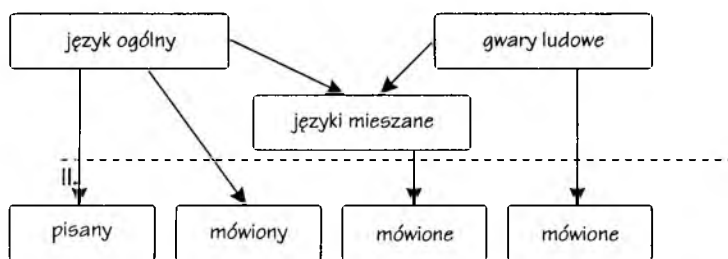 język ogólny
gwary ludowe
języki mieszane
II.
pisany
mówiony
mówione
mówione